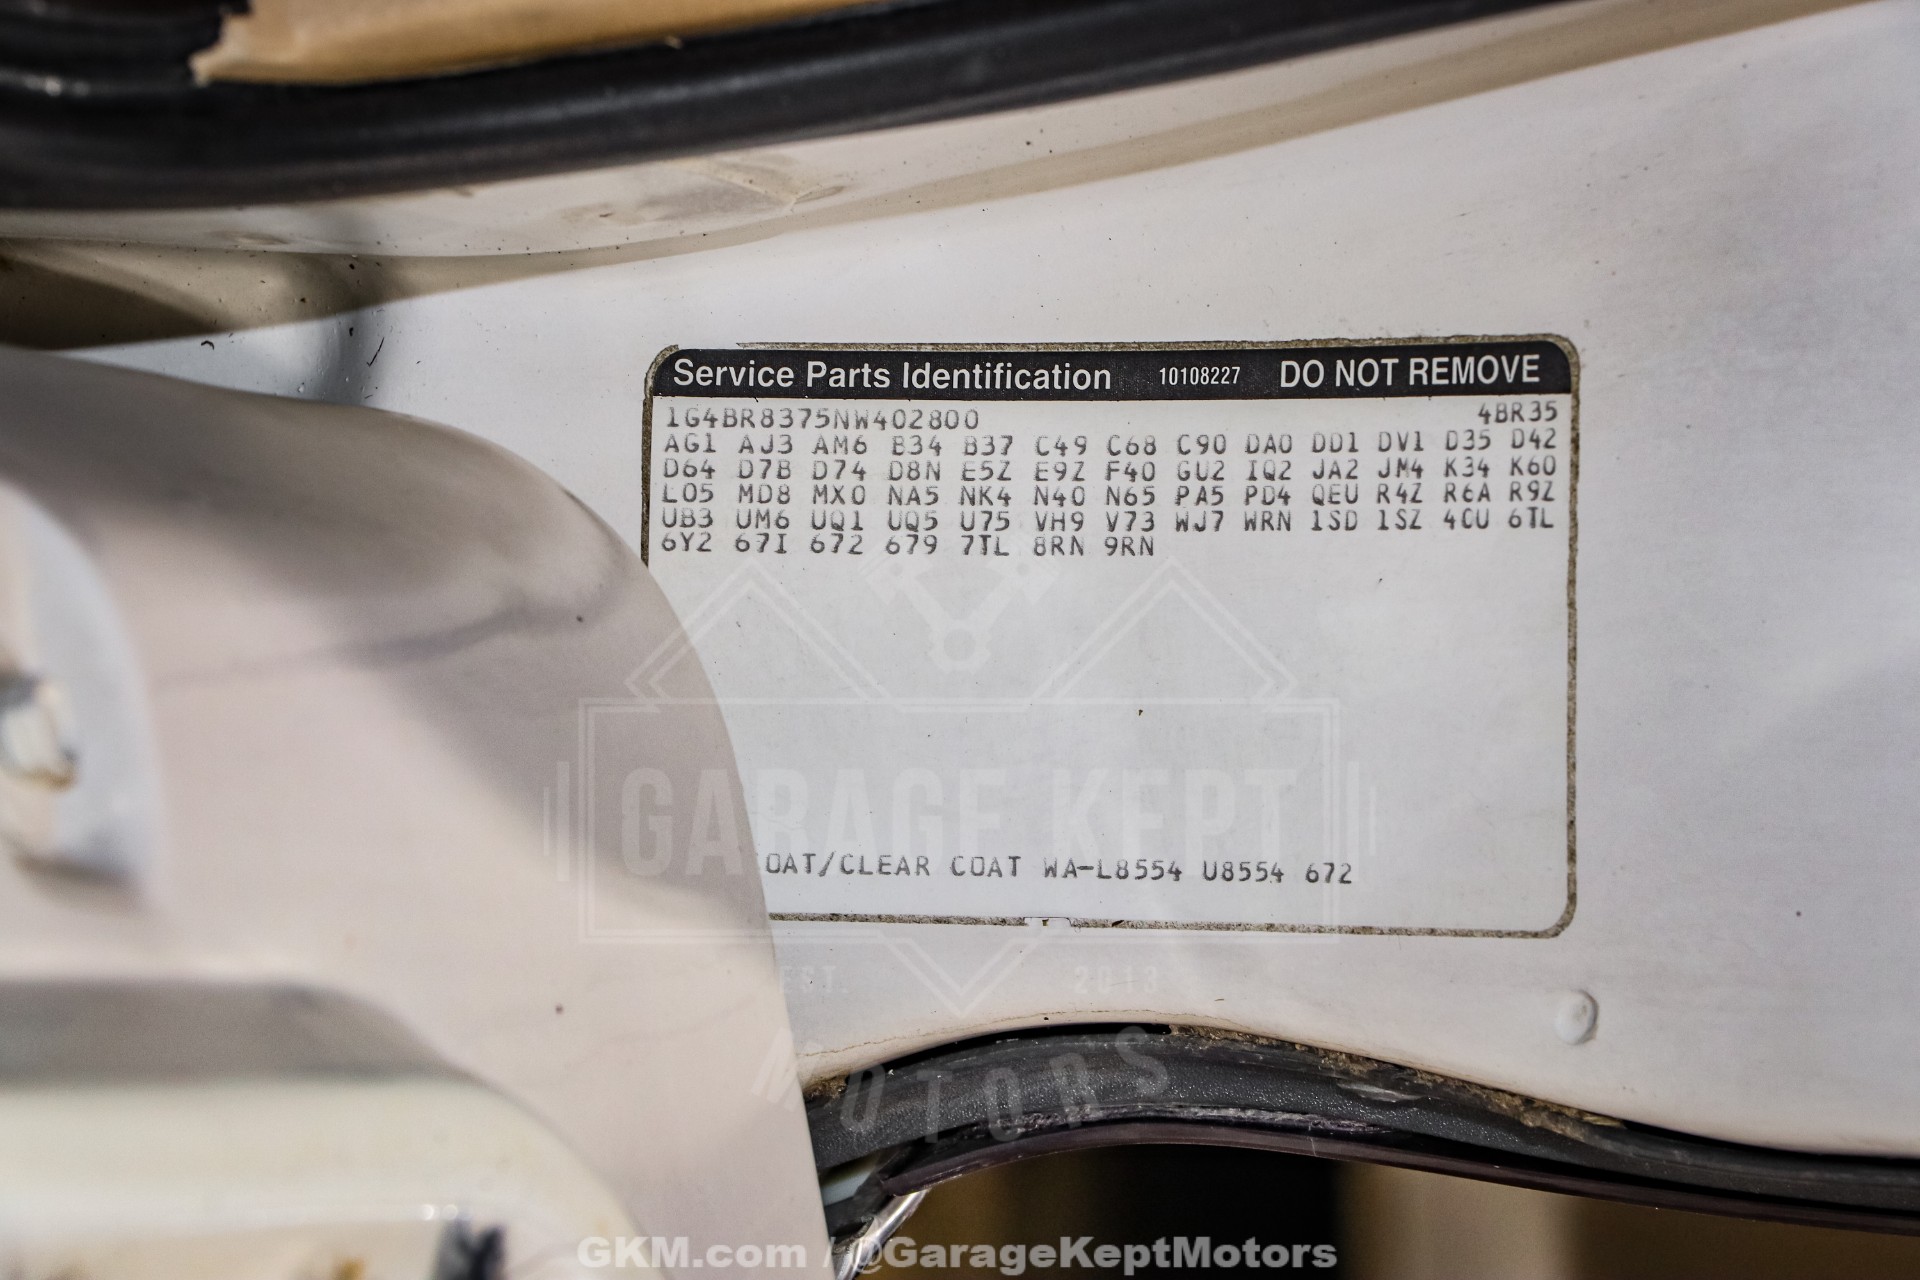 Service Parts Identification 10108227 DO NOT REMOVE
1G4BR8375NW402800 4BR35
AG1 AJ3 AM6 B34 B37 C49 C68 C90 DA0 DD1 DV1 D35 D42
D64 D7B D74 D8N E5Z E9Z F40 GU2 IQ2 JA2 JM4 K34 K60
L05 MD8 MX0 NA5 NK4 N40 N65 PA5 PD4 QEU R4Z R6A R9Z
UB3 UM6 UQ1 UQ5 U75 VH9 V73 WJ7 WRN 1SD 1SZ 4CU 6TL
6Y2 67I 672 679 7TL 8RN 9RN
GARAGE KEPT
OAT/CLEAR COAT WA-L8554 U8554 672
EST. 2013
MOTORS
GKM.com / @GarageKeptMotors